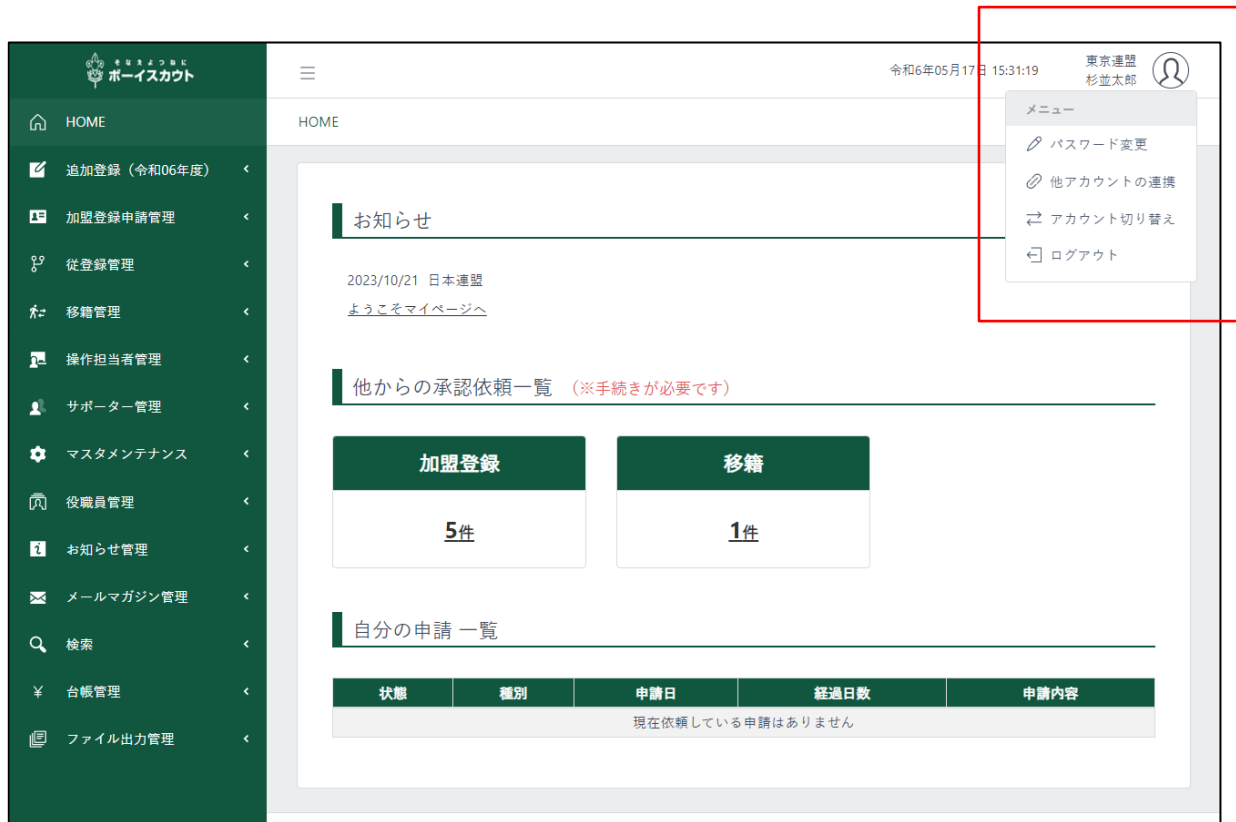 そなえよつねに
ボーイスカウト
令和6年05月17日 15:31:19
東京連盟
杉並太郎
HOME
追加登録（令和06年度）
加盟登録申請管理
従登録管理
移籍管理
操作担当者管理
サポーター管理
マスタメンテナンス
役職員管理
お知らせ管理
メールマガジン管理
検索
台帳管理
ファイル出力管理
HOME
メニュー
パスワード変更
他アカウントの連携
アカウント切り替え
ログアウト
お知らせ
2023/10/21 日本連盟
ようこそマイページへ
他からの承認依頼一覧 （※手続きが必要です）
加盟登録 移籍
5件 1件
自分の申請 一覧
状態 種別 申請日 経過日数 申請内容
現在依頼している申請はありません